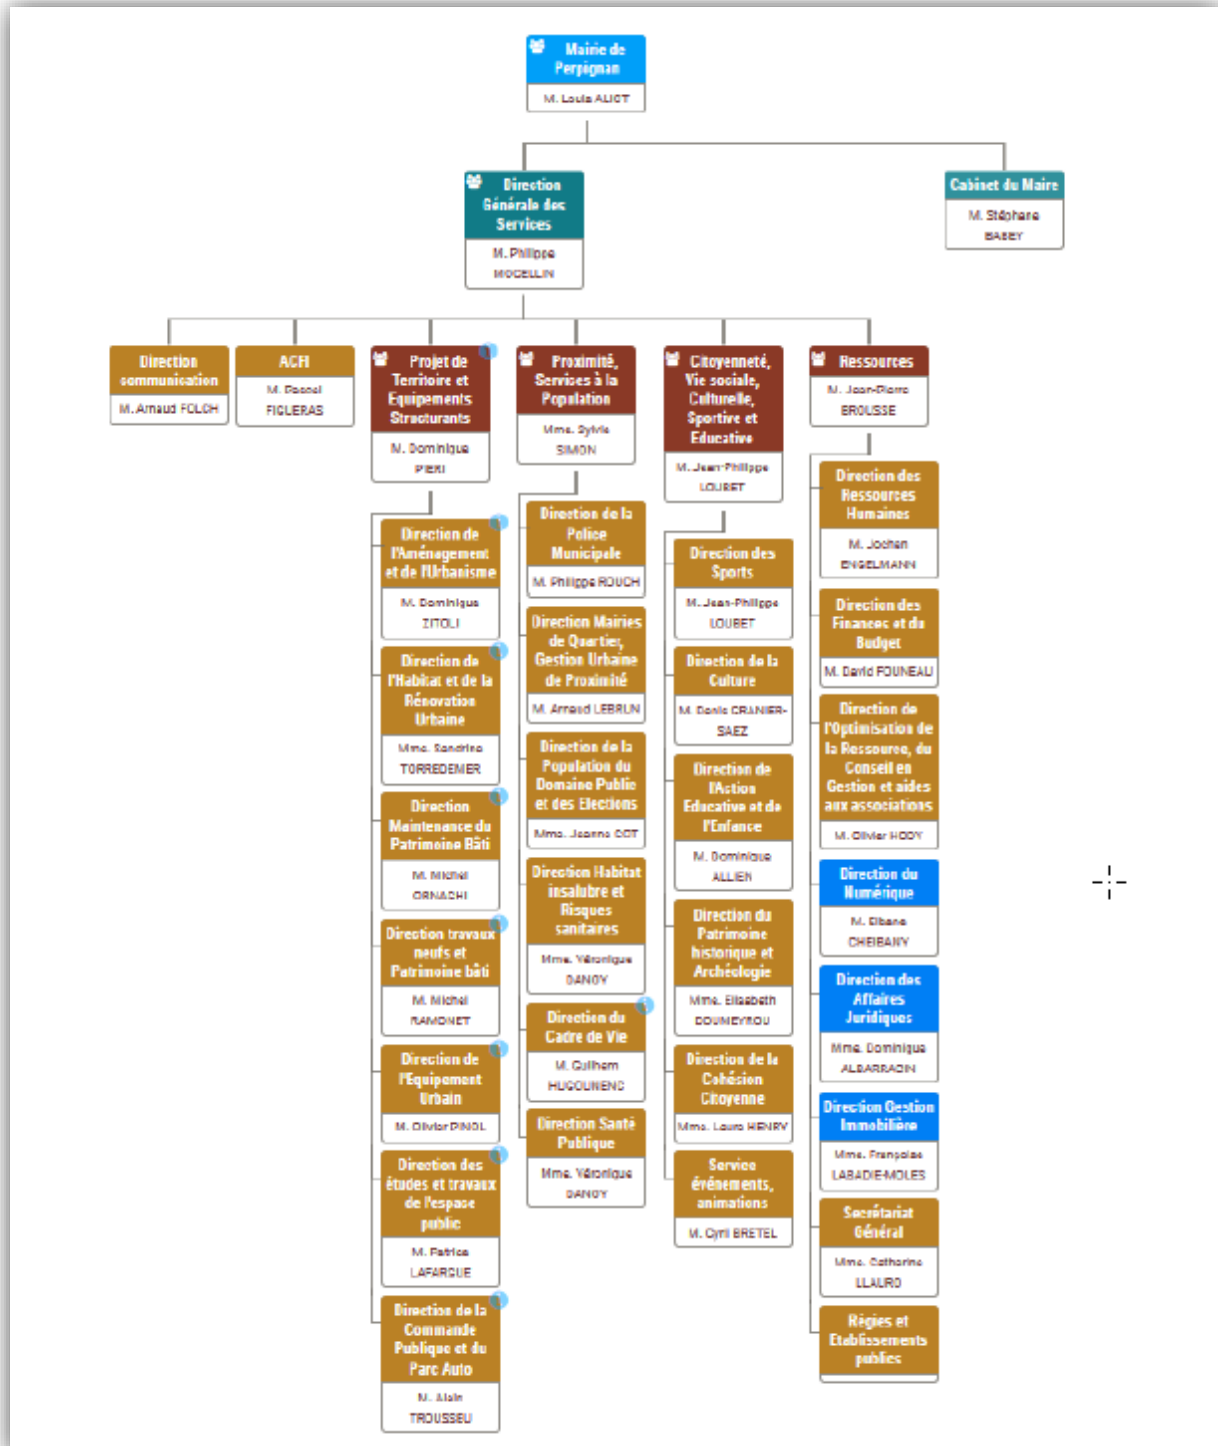 Mairie de
Perpignan
M. Louis ALIOT
Direction
Générale des
Services
M. Philippe
MOCELLIN
Cabinet du Maire
M. Stéphane
BABEY
Direction
communication
M. Arnaud FOLCH
ACFI
M. Pascal
FIGUERAS
Projet de
Territoire et
Equipements
Structurants
M. Dominique
PIERI
Direction de
l'Aménagement
et de l'Urbanisme
M. Dominique
ZITOLI
Direction de
l'Habitat et de la
Rénovation
Urbaine
Mme. Sandrine
TORREDEMER
Direction
Maintenance du
Patrimoine Bâti
M. Michel
ORNACHI
Direction travaux
neufs et
Patrimoine bâti
M. Michel
RAMONET
Direction de
l'Equipement
Urbain
M. Olivier PINOL
Direction des
études et travaux
de l'espace
public
M. Patrice
LAFARGUE
Direction de la
Commande
Publique et du
Parc Auto
M. Alain
TROUSSEU
Proximité,
Services à la
Population
Mme. Sylvie
SIMON
Direction de la
Police
Municipale
M. Philippe ROUCH
Direction Mairies
de Quartier,
Gestion Urbaine
de Proximité
M. Arnaud LEBRUN
Direction de la
Population du
Domaine Public
et des Elections
Mme. Jeanne COT
Direction Habitat
insalubre et
Risques
sanitaires
Mme. Véronique
DANOY
Direction du
Cadre de Vie
M. Guilhem
HUGOUNENC
Direction Santé
Publique
Mme. Véronique
DANOY
Citoyenneté,
Vie sociale,
Culturelle,
Sportive et
Educative
M. Jean-Philippe
LOUBET
Direction des
Sports
M. Jean-Philippe
LOUBET
Direction de la
Culture
M. Denis GRANIER-
SAEZ
Direction de
l'Action
Educative et de
l'Enfance
M. Dominique
ALLIEN
Direction du
Patrimoine
historique et
Archéologie
Mme. Elisabeth
DOUMEYROU
Direction de la
Cohésion
Citoyenne
Mme. Laure HENRY
Service
événements,
animations
M. Cyril BRETEL
Ressources
M. Jean-Pierre
BROUSSE
Direction des
Ressources
Humaines
M. Jochen
ENGELMANN
Direction des
Finances et du
Budget
M. David FOUNEAU
Direction de
l'Optimisation de
la Ressource, du
Conseil en
Gestion et aides
aux associations
M. Olivier HODY
Direction du
Numérique
CHEIBANY
Direction des
Affaires
Juridiques
Mme. Dominique
ALBARRACIN
Direction Gestion
Immobilière
Mme. Françoise
LABADIE-MOLES
Secrétariat
Général
Mme. Catherine
LLAURO
Régies et
Etablissements
publics